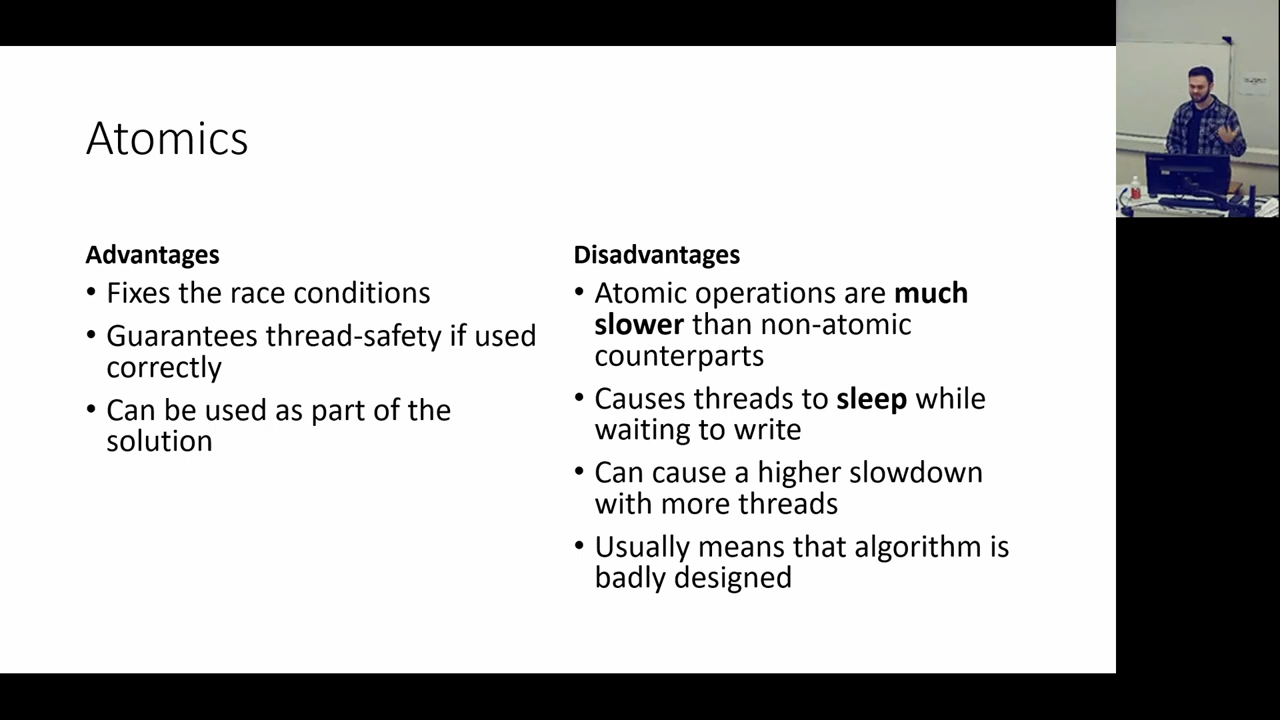 Atomics
Advantages
• Fixes the race conditions
• Guarantees thread-safety if used
correctly
• Can be used as part of the
solution
Disadvantages
• Atomic operations are much
slower than non-atomic
counterparts
• Causes threads to sleep while
waiting to write
• Can cause a higher slowdown
with more threads
• Usually means that algorithm is
badly designed